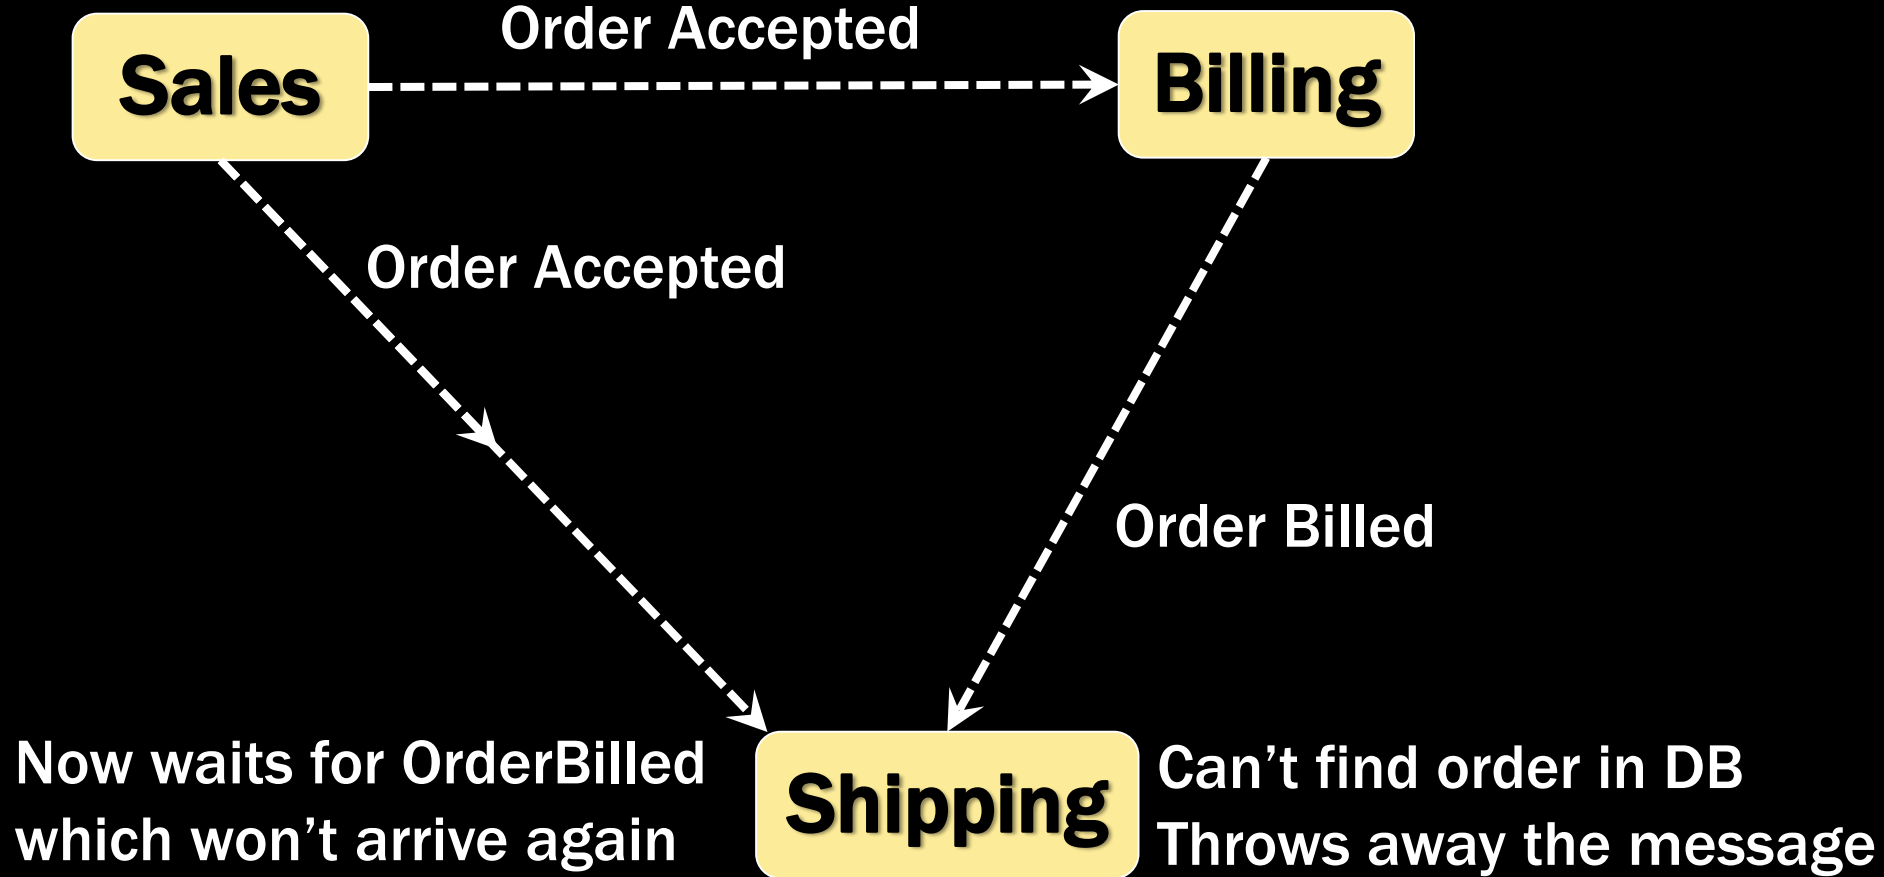 Order Accepted
Sales
Billing
Order Accepted
Order Billed
Now waits for OrderBilled
which won’t arrive again
Shipping
Can’t find order in DB
Throws away the message